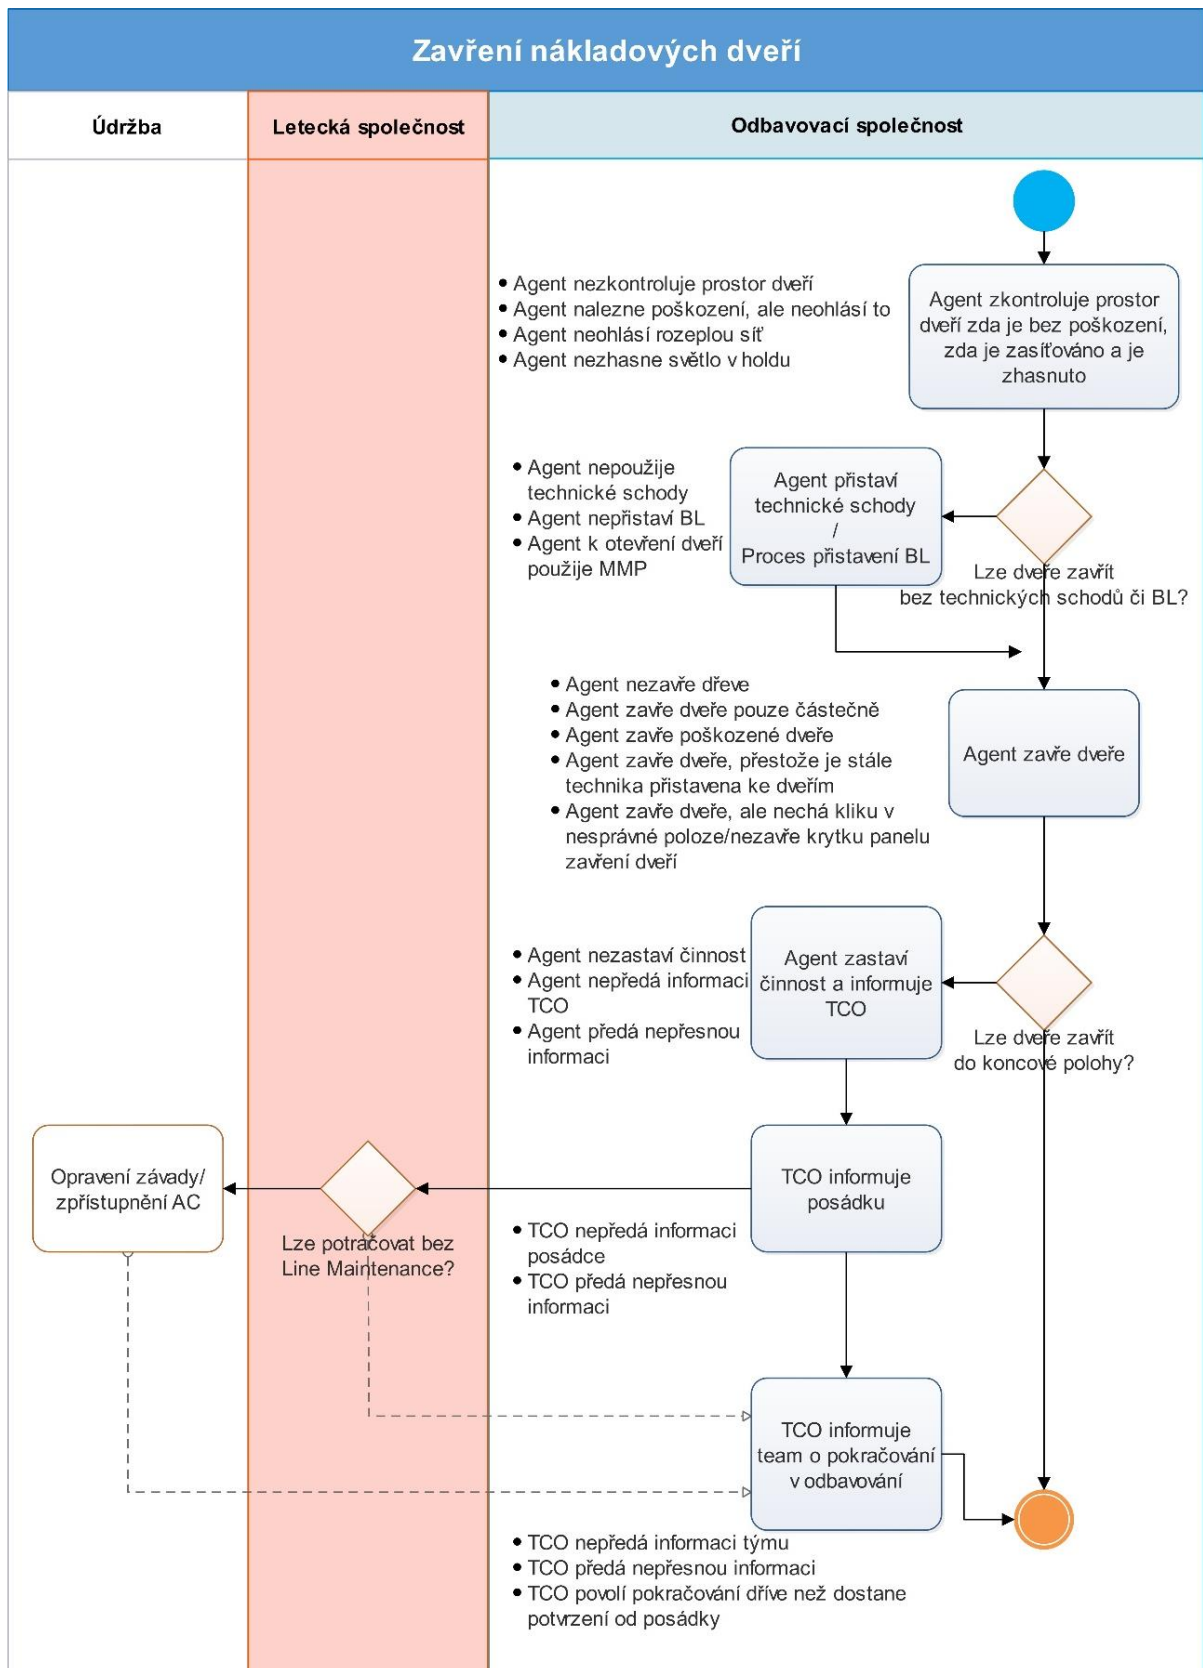 Zavření nákladových dveří
Údržba
Letecká společnost
Odbavovací společnost
• Agent nezkontroluje prostor dveří
• Agent nalezne poškození, ale neohlásí to
• Agent neohlásí rozeplou síť
• Agent nezhasne světlo v holdu
Agent zkontroluje prostor
dveří zda je bez poškození,
zda je zasíťováno a je
zhasnuto
• Agent nepoužije
technické schody
• Agent nepřistaví BL
• Agent k otevření dveří
použije MMP
Agent přistaví
technické schody
/
Proces přistavení BL
Lze dveře zavřít
bez technických schodů či BL?
• Agent nezavře dřeve
• Agent zavře dveře pouze částečně
• Agent zavře poškozené dveře
• Agent zavře dveře, přestože je stále
technika přistavena ke dveřím
• Agent zavře dveře, ale nechá kliku v
nesprávné poloze/nezavře krytku panelu
zavření dveří
Agent zavře dveře
• Agent nezastaví činnost
• Agent nepředá informaci
TCO
• Agent předá nepřesnou
informaci
Agent zastaví
činnost a informuje
TCO
Lze dveře zavřít
do koncové polohy?
Opravení závady/
zpřístupnění AC
Lze potračovat bez
Line Maintenance?
TCO informuje
posádku
• TCO nepředá informaci
posádce
• TCO předá nepřesnou
informaci
TCO informuje
team o pokračování
v odbavování
• TCO nepředá informaci týmu
• TCO předá nepřesnou informaci
• TCO povolí pokračování dříve než dostane
potvrzení od posádky